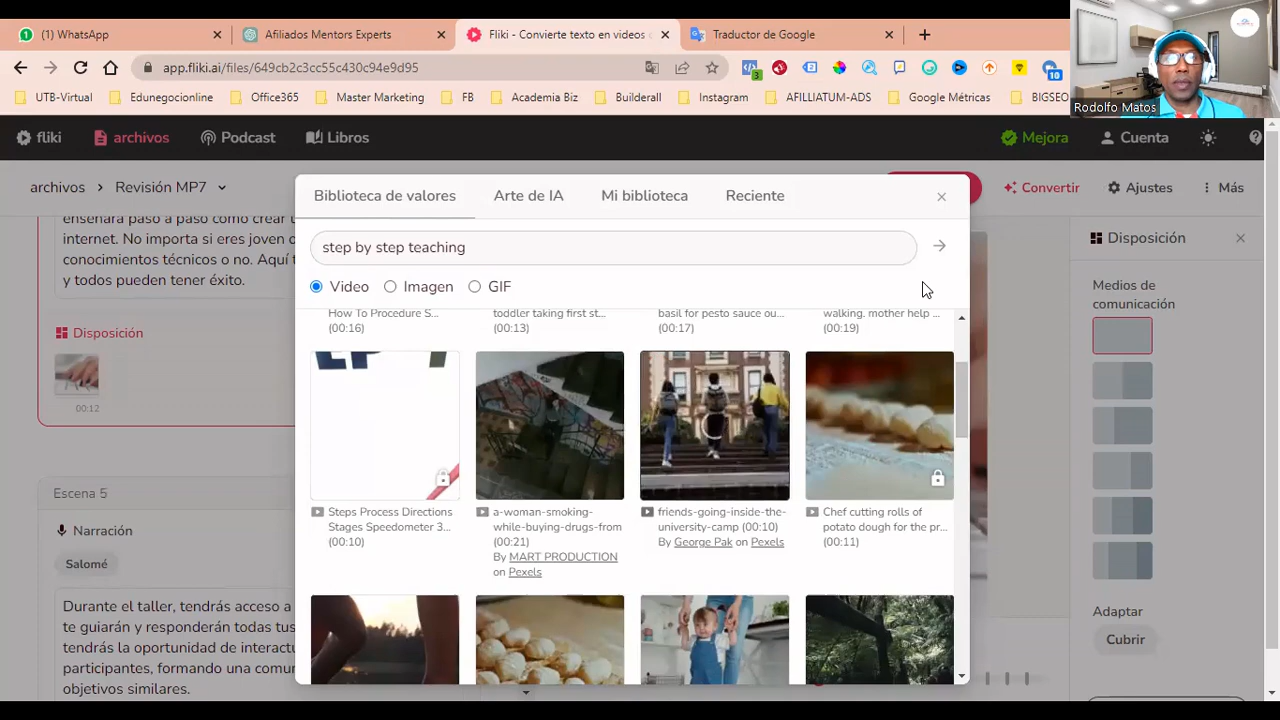 (1) WhatsApp
Afiliados Mentors Experts
Fliki - Convierte texto en videos c
Traductor de Google
app.fliki.ai/files/649cb2c3cc55c430c94e9d95
3
10
UTB-Virtual
Edunegocionline
Office365
Master Marketing
FB
Academia Biz
Builderall
Instagram
AFILLIATUM-ADS
Google Métricas
BIGSEO
Rodolfo Matos
fliki
archivos
Podcast
Libros
Mejora
Cuenta
archivos
Revisión MP7
Convertir
Ajustes
Más
enseñará paso a paso cómo crear u
internet. No importa si eres joven o
conocimientos técnicos o no. Aquí t
y todos pueden tener éxito.
Disposición
00:12
Escena 5
Narración
Salomé
Durante el taller, tendrás acceso a
te guiarán y responderán todas tus
tendrás la oportunidad de interactu
participantes, formando una comu
objetivos similares.
Biblioteca de valores
Arte de IA
Mi biblioteca
Reciente
step by step teaching
Video
Imagen
GIF
How To Procedure S...
(00:16)
toddler taking first st...
(00:13)
basil for pesto sauce ou...
(00:17)
walking. mother help ...
(00:19)
Steps Process Directions
Stages Speedometer 3...
(00:10)
a-woman-smoking-
while-buying-drugs-from
(00:21)
By MART PRODUCTION
on Pexels
friends-going-inside-the-
university-camp (00:10)
By George Pak on Pexels
Chef cutting rolls of
potato dough for the pr...
(00:11)
Disposición
Medios de
comunicación
Adaptar
Cubrir